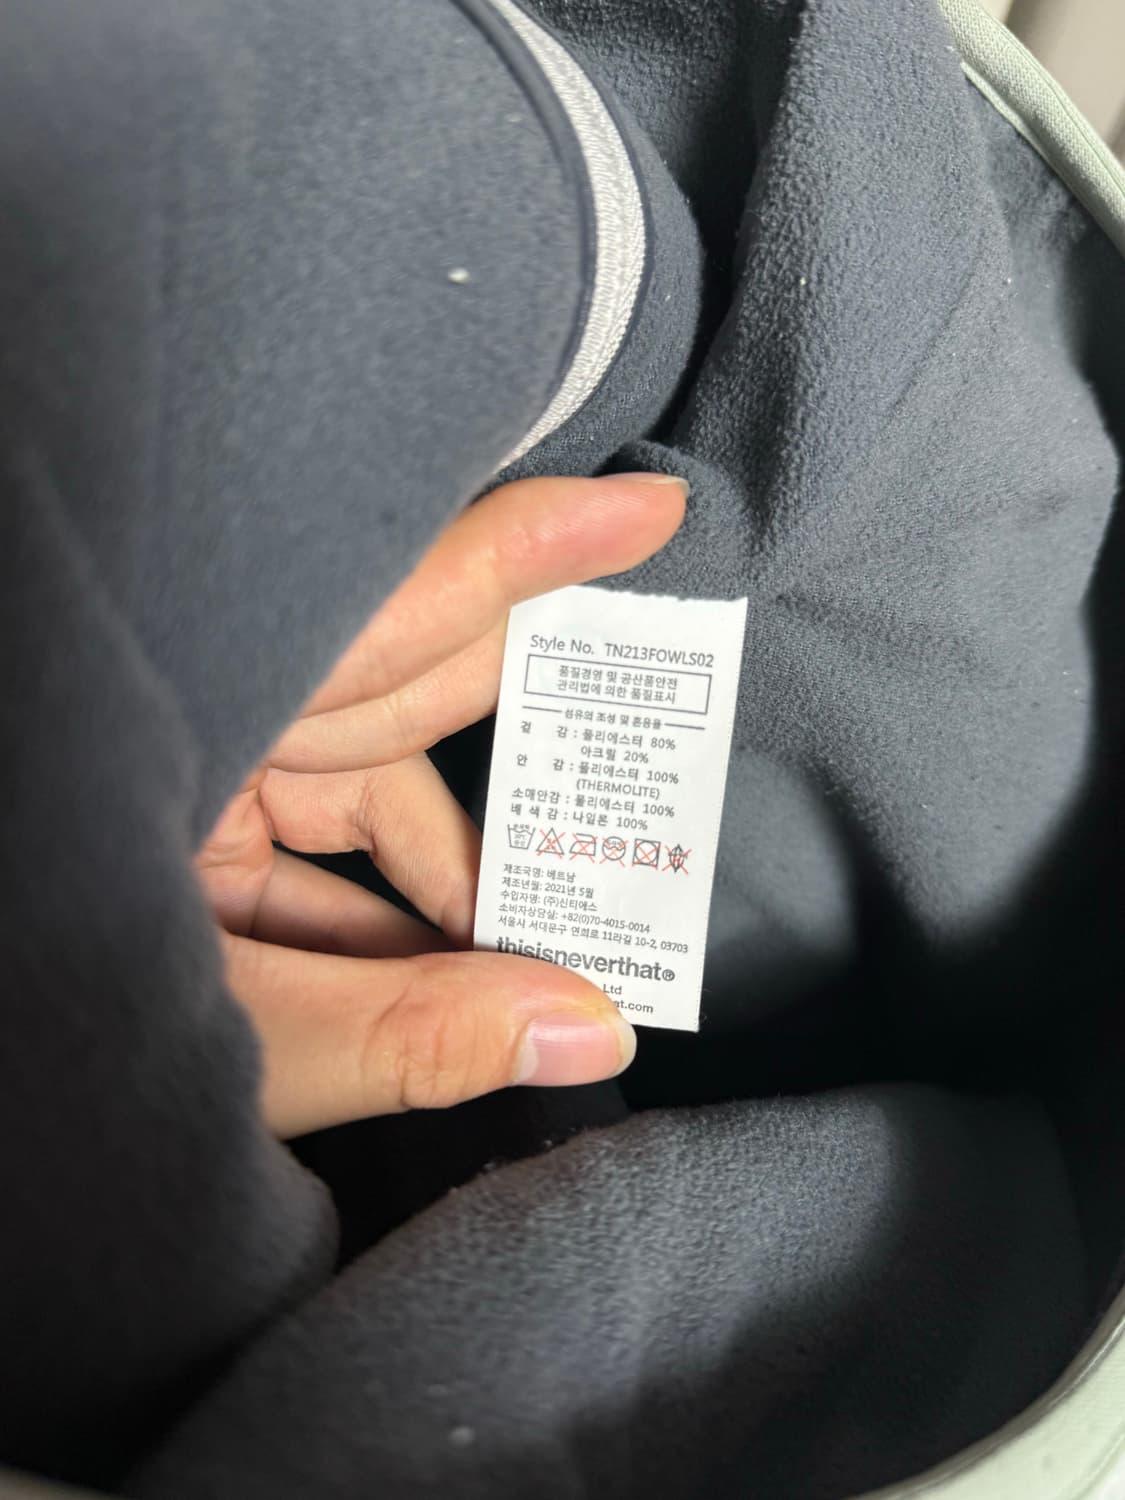 Style No. TN213FOWLS02
품질경영 및 공산품안전
관리법에 의한 품질표시
섬유의 조성 및 혼용율
겉 감 : 폴리에스터 80%
아크릴 20%
안 감 : 폴리에스터 100%
(THERMOLITE)
소매안감 : 폴리에스터 100%
배 색 감 : 나일론 100%
제조국명: 베트남
제조년월: 2021년 5월
수입자명: (주)신티에스
소비자상담실: +82(0)70-4015-0014
서울시 서대문구 연희로 11라길 10-2, 03703
thisisneverthat®
Ltd
at.com